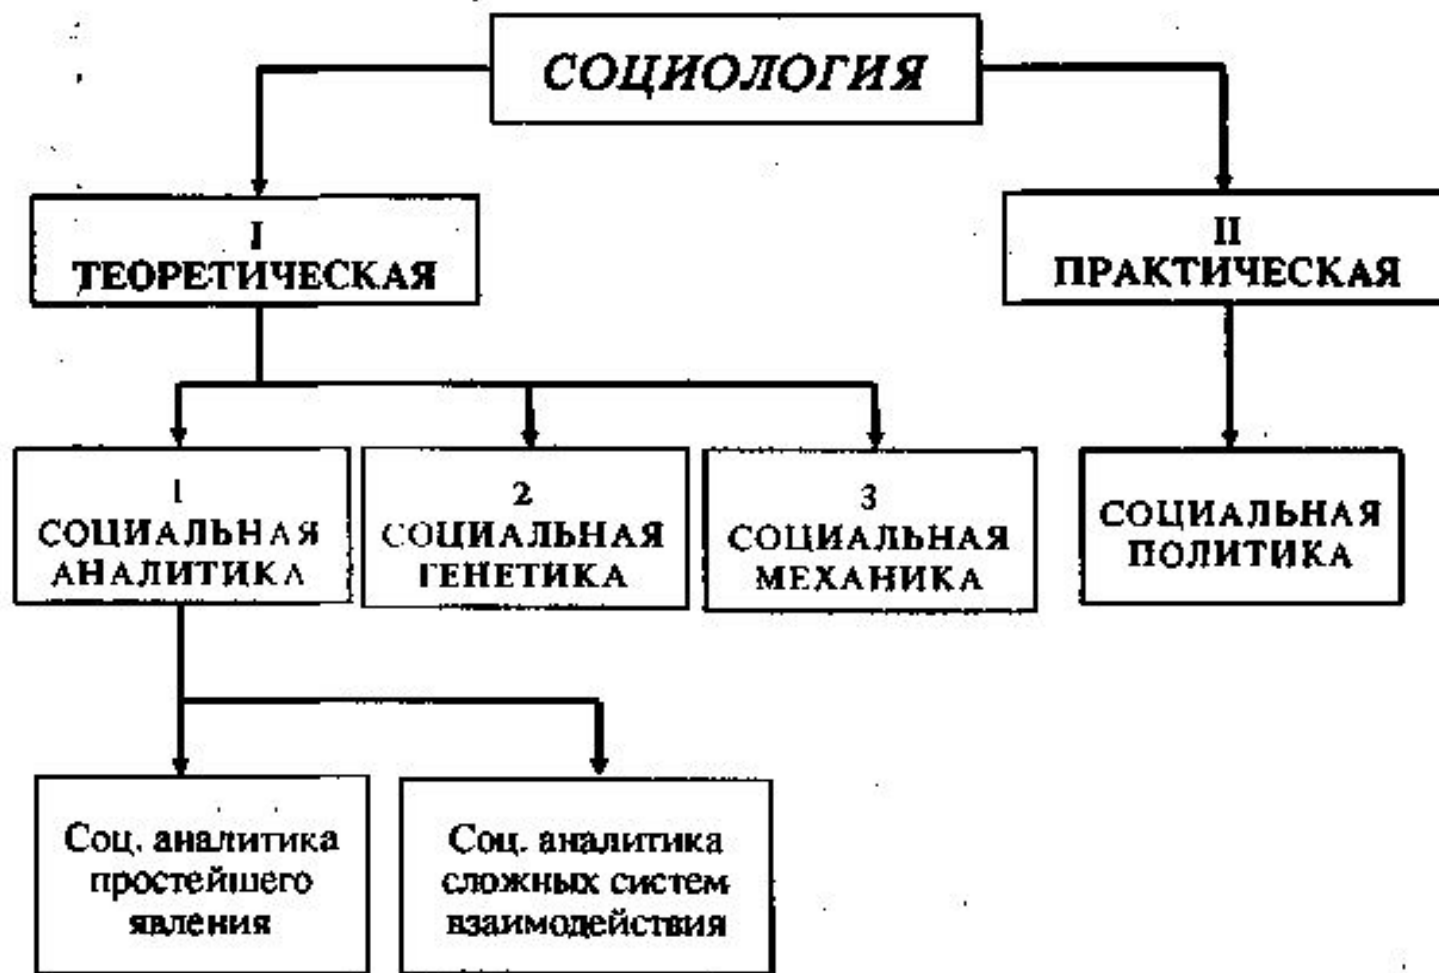 СОЦИОЛОГИЯ
I
ТЕОРЕТИЧЕСКАЯ
II
ПРАКТИЧЕСКАЯ
1
СОЦИАЛЬНАЯ
АНАЛИТИКА
2
СОЦИАЛЬНАЯ
ГЕНЕТИКА
3
СОЦИАЛЬНАЯ
МЕХАНИКА
СОЦИАЛЬНАЯ
ПОЛИТИКА
Соц. аналитика
простейшего
явления
Соц. аналитика
сложных систем
взаимодействия